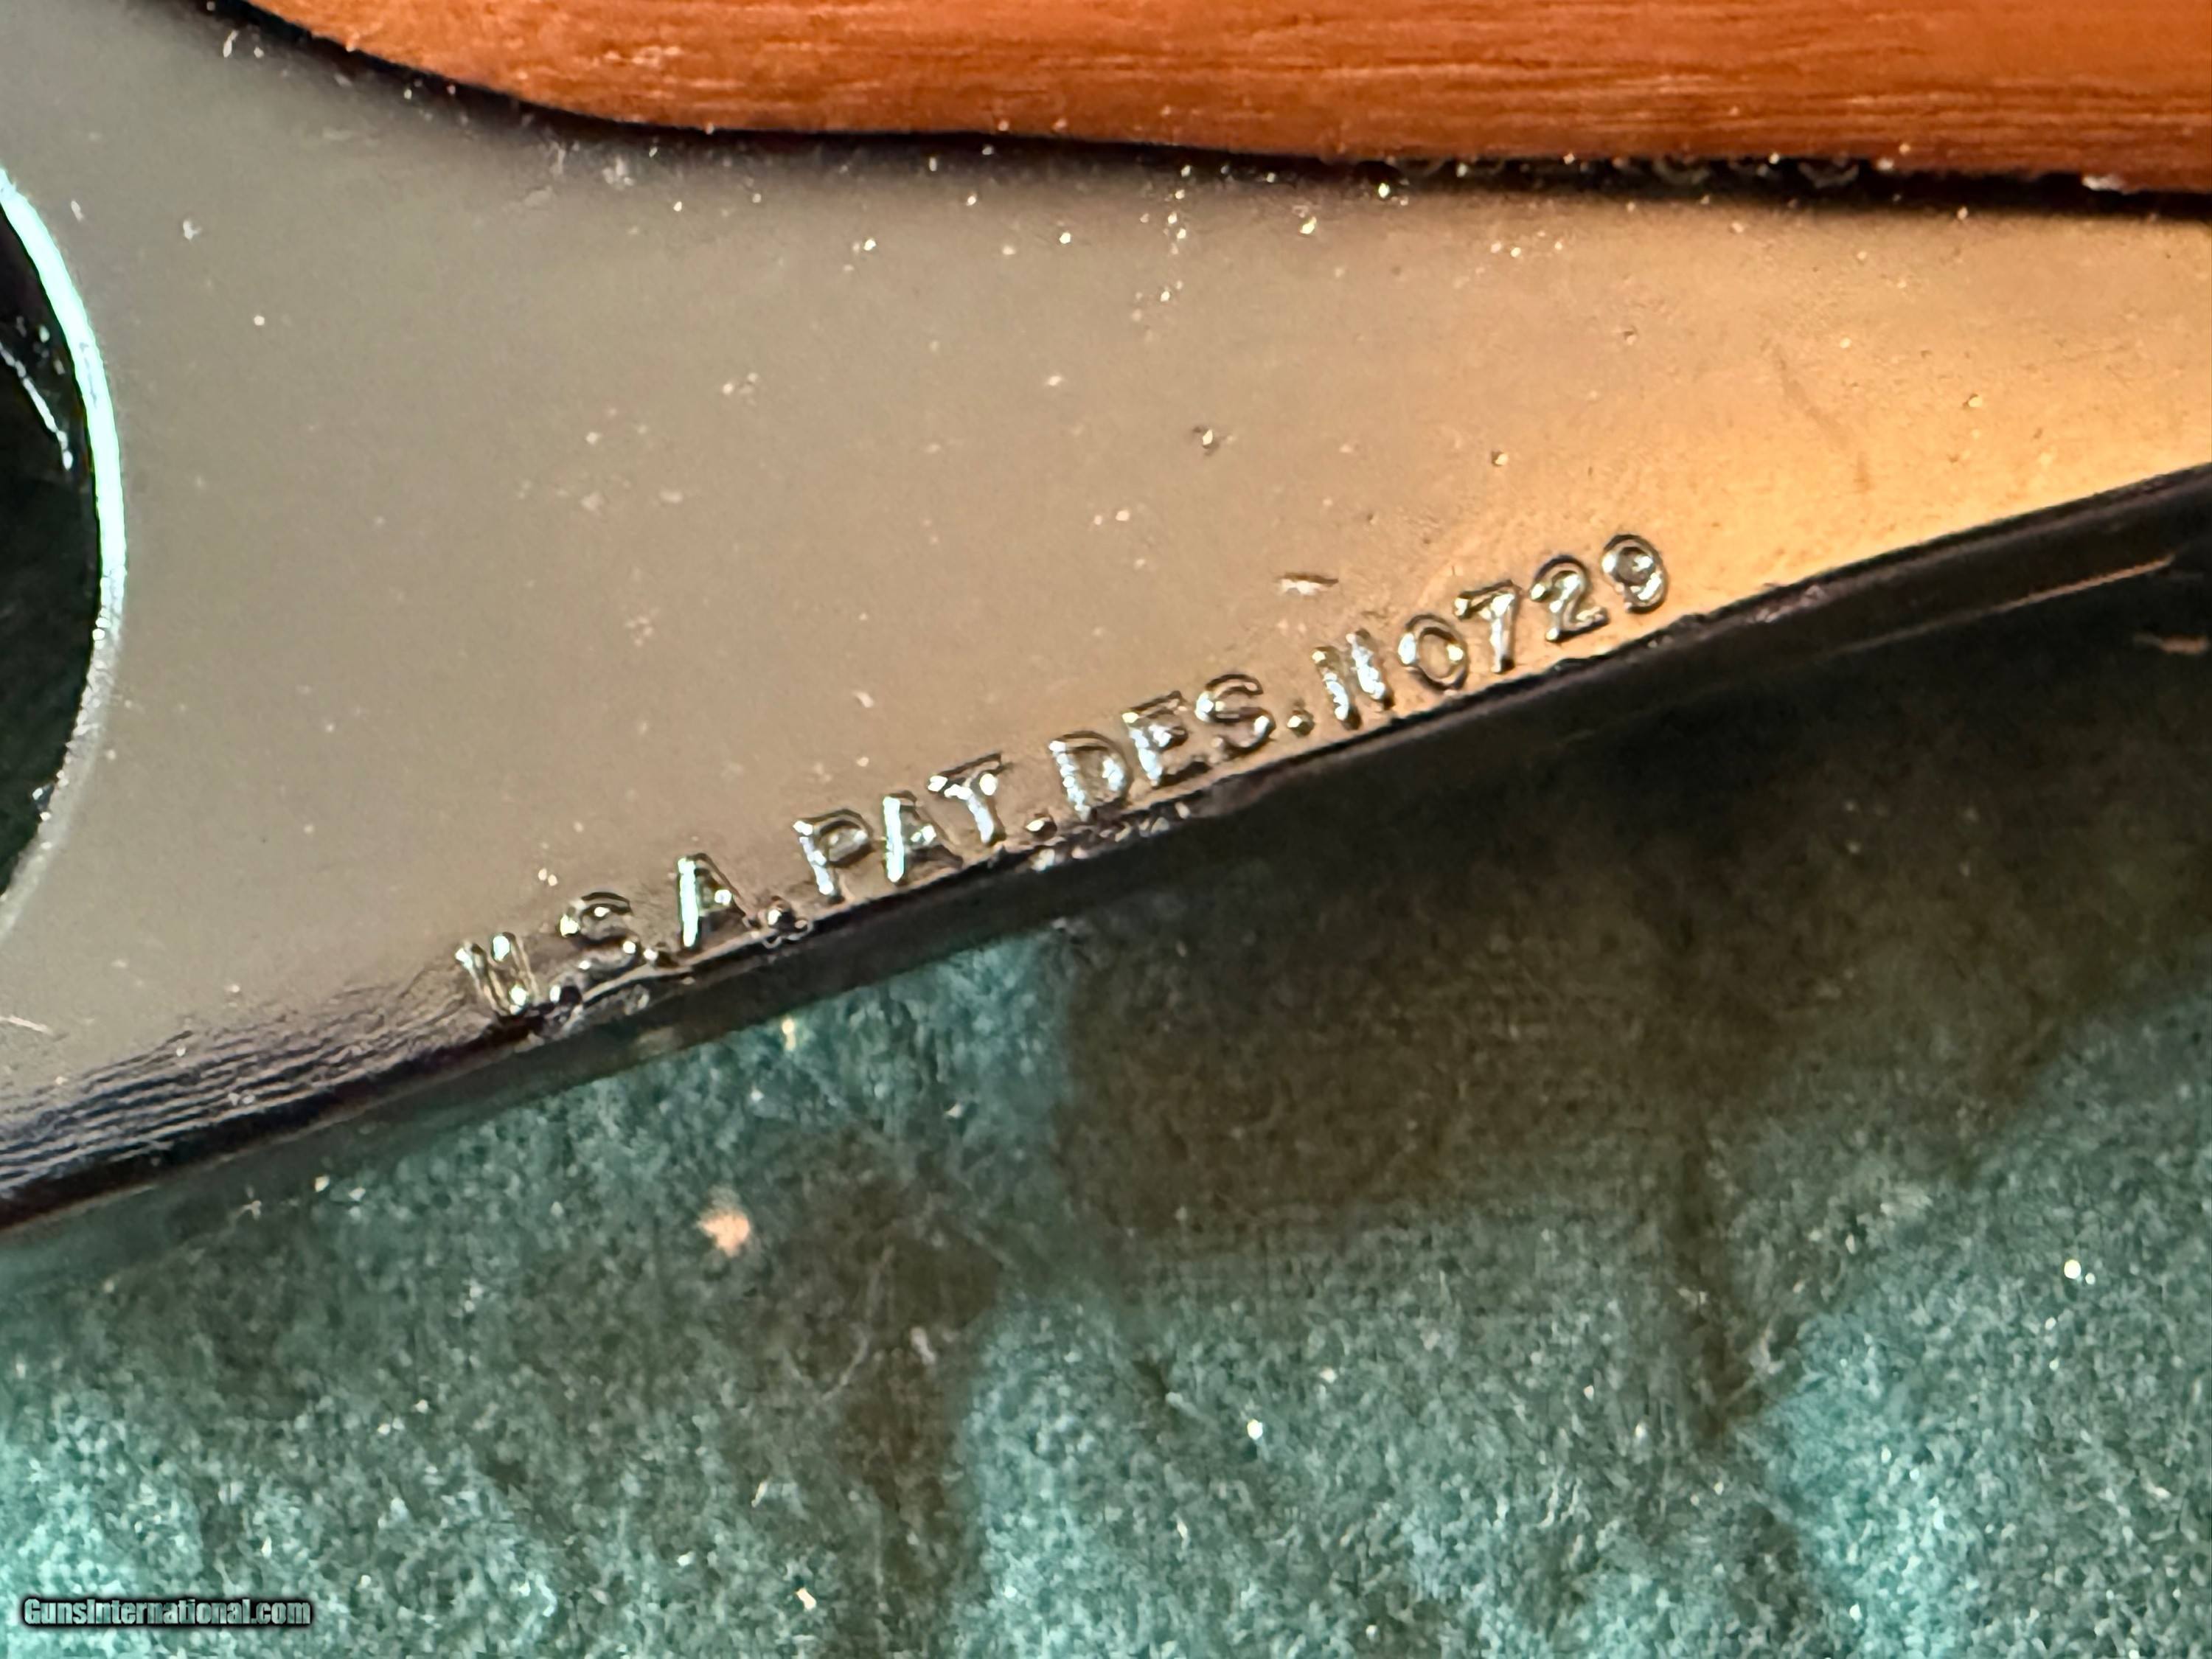 U.S.A.PAT.DES.110729
GunsInternational.com